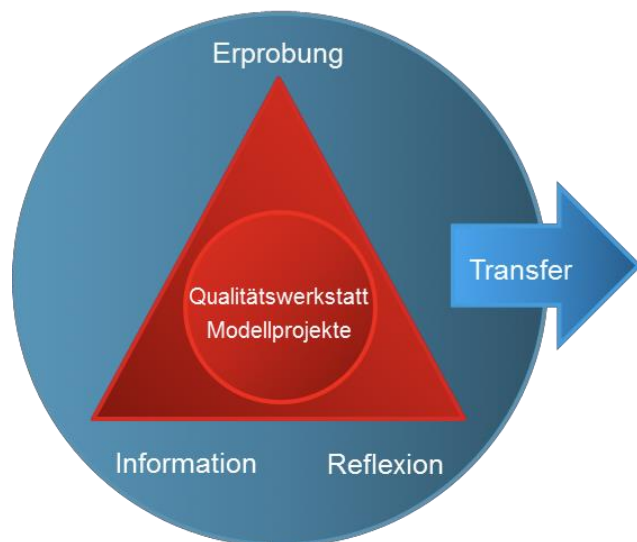 Erprobung
Transfer
Qualitätswerkstatt
Modellprojekte
Information
Reflexion